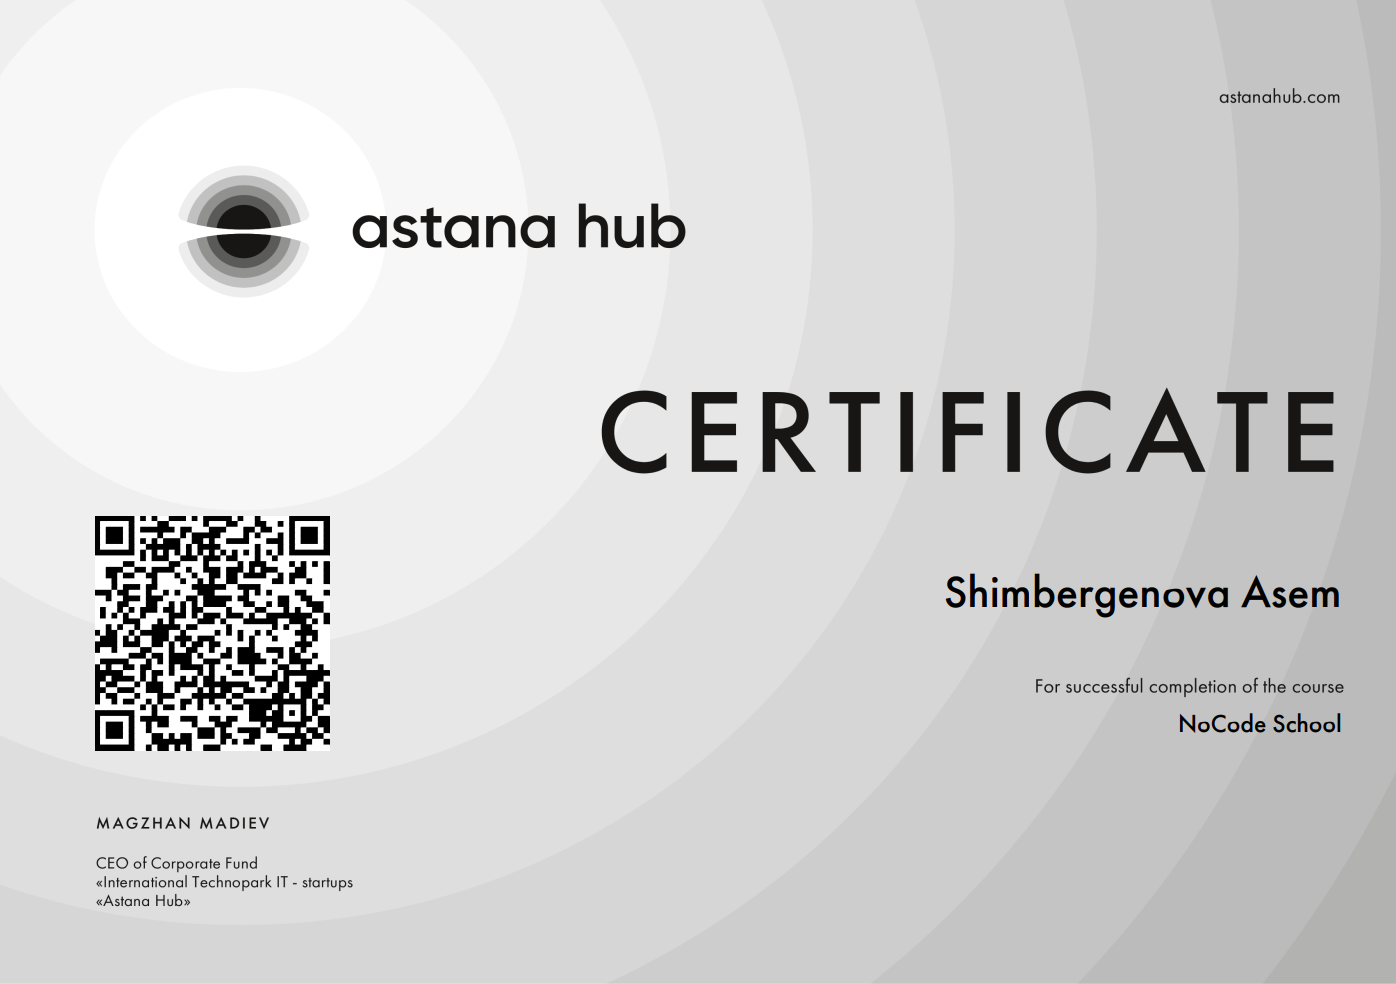 astanahub.com
astana hub
CERTIFICATE
Shimbergenova Asem
For successful completion of the course
NoCode School
MAGZHAN MADIEV
CEO of Corporate Fund
«International Technopark IT - startups
«Astana Hub»